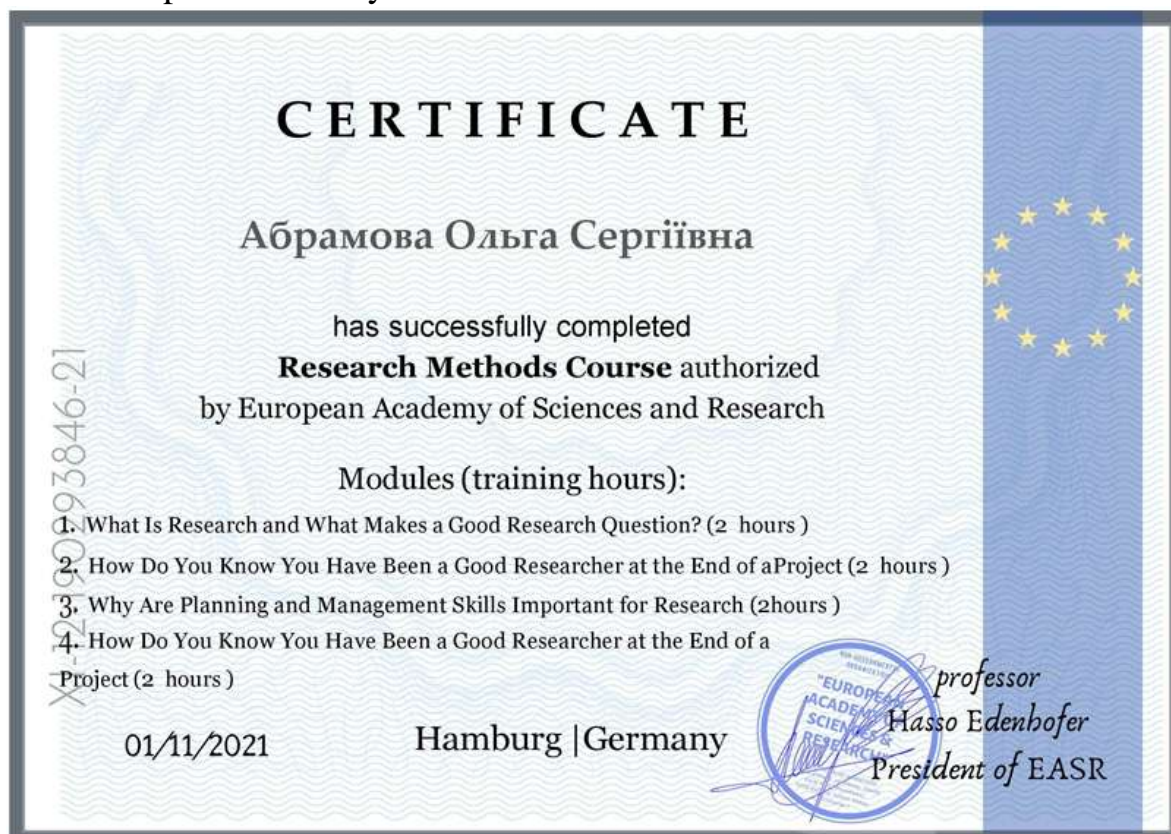 CERTIFICATE
Абрамова Ольга Сергіївна
has successfully completed
Research Methods Course authorized
by European Academy of Sciences and Research
Modules (training hours):
1. What Is Research and What Makes a Good Research Question? (2 hours )
2. How Do You Know You Have Been a Good Researcher at the End of aProject (2 hours )
3. Why Are Planning and Management Skills Important for Research (2hours )
4. How Do You Know You Have Been a Good Researcher at the End of a
Project (2 hours )
01/11/2021
Hamburg |Germany
"EUROPEAN
ACADEMY OF
SCIENCES &
RESEARCH"
professor
Hasso Edenhofer
President of EASR